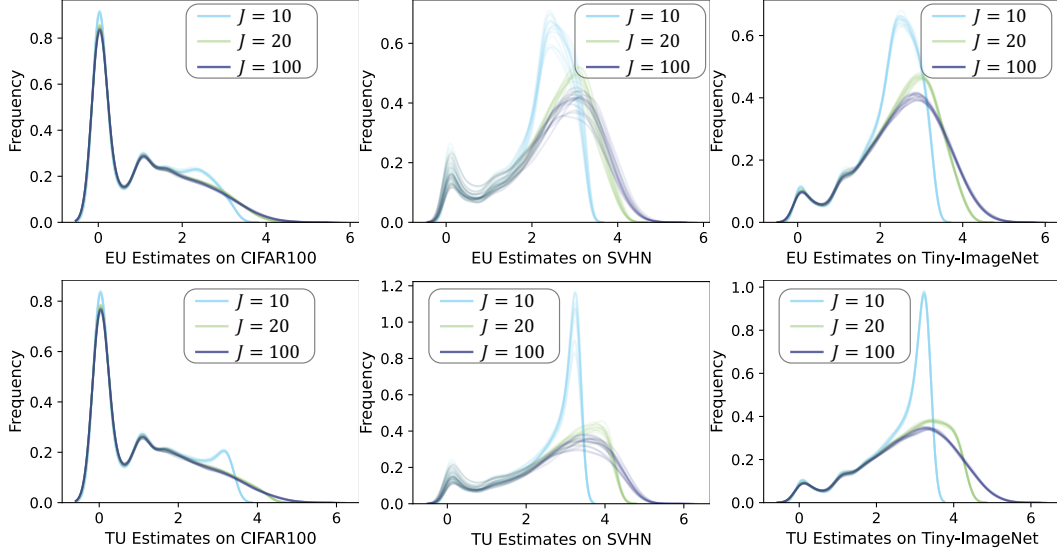 Frequency
0.8
0.6
0.4
0.2
0.0
0 2 4 6
EU Estimates on CIFAR100
J = 10
J = 20
J = 100
Frequency
0.6
0.4
0.2
0.0
0 2 4 6
EU Estimates on SVHN
J = 10
J = 20
J = 100
Frequency
0.6
0.4
0.2
0.0
0 2 4 6
EU Estimates on Tiny-ImageNet
J = 10
J = 20
J = 100
Frequency
0.8
0.6
0.4
0.2
0.0
0 2 4 6
TU Estimates on CIFAR100
J = 10
J = 20
J = 100
Frequency
1.2
1.0
0.8
0.6
0.4
0.2
0.0
0 2 4 6
TU Estimates on SVHN
J = 10
J = 20
J = 100
Frequency
1.0
0.8
0.6
0.4
0.2
0.0
0 2 4 6
TU Estimates on Tiny-ImageNet
J = 10
J = 20
J = 100